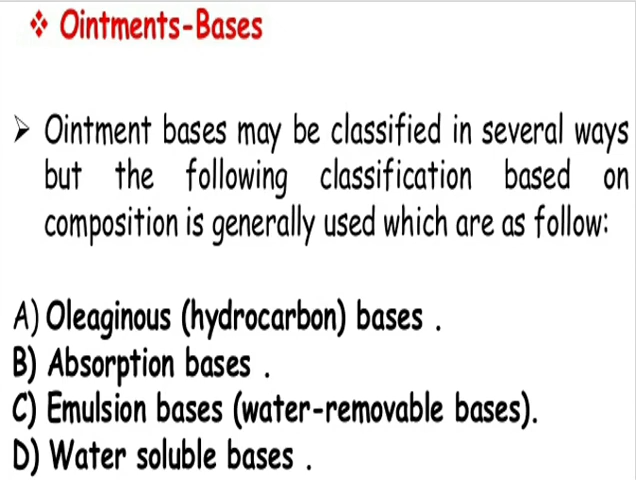 ❖ Ointments-Bases
➢ Ointment bases may be classified in several ways
but the following classification based on
composition is generally used which are as follow:
A) Oleaginous (hydrocarbon) bases .
B) Absorption bases .
C) Emulsion bases (water-removable bases).
D) Water soluble bases .